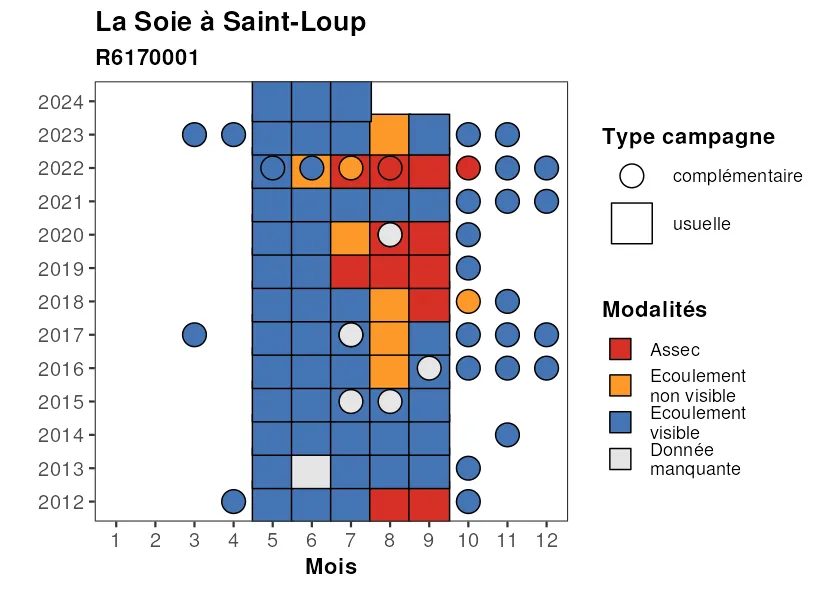 La Soie à Saint-Loup
R6170001
2024
2023
2022
2021
2020
2019
2018
2017
2016
2015
2014
2013
2012
1 2 3 4 5 6 7 8 9 10 11 12
Mois
Type campagne
complémentaire
usuelle
Modalités
Assec
Ecoulement
non visible
Ecoulement
visible
Donnée
manquante